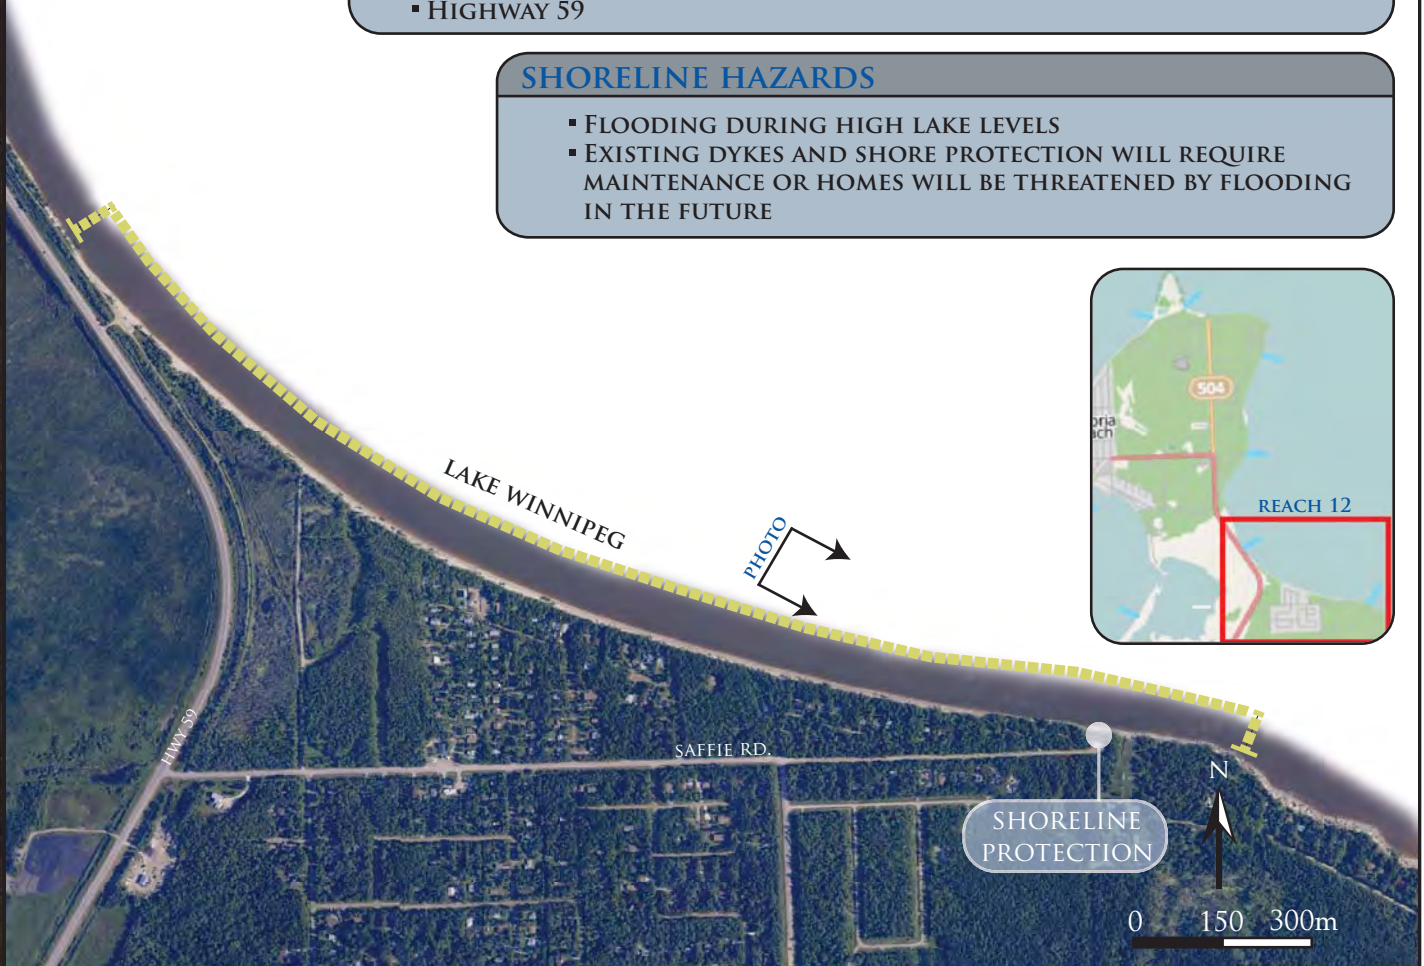 ▪ HIGHWAY 59
SHORELINE HAZARDS
▪ FLOODING DURING HIGH LAKE LEVELS
▪ EXISTING DYKES AND SHORE PROTECTION WILL REQUIRE
MAINTENANCE OR HOMES WILL BE THREATENED BY FLOODING
IN THE FUTURE
504
oria
ach
REACH 12
LAKE WINNIPEG
PHOTO
HWY 59
SAFFIE RD.
N
SHORELINE
PROTECTION
0 150 300m